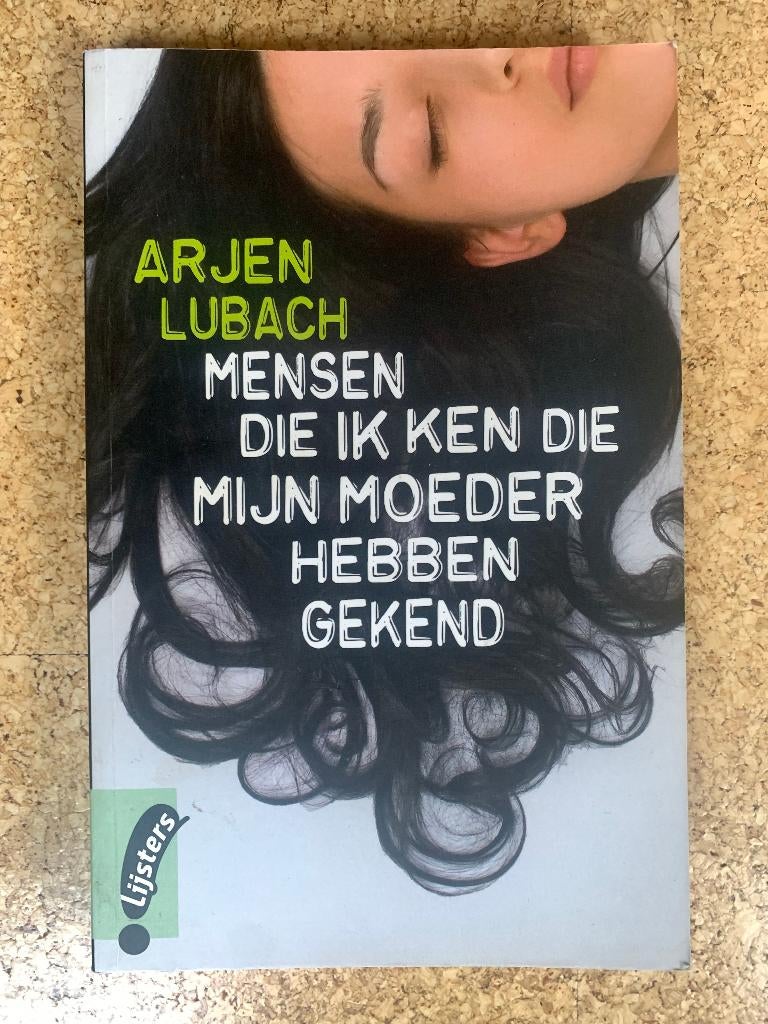 ARJEN
LUBACH
MENSEN
DIE IK KEN DIE
MIJN MOEDER
HEBBEN
GEKEND
Lijsters